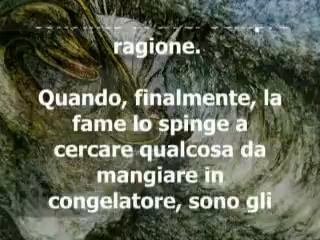 ragione.
Quando, finalmente, la
fame lo spinge a
cercare qualcosa da
mangiare in
congelatore, sono gli